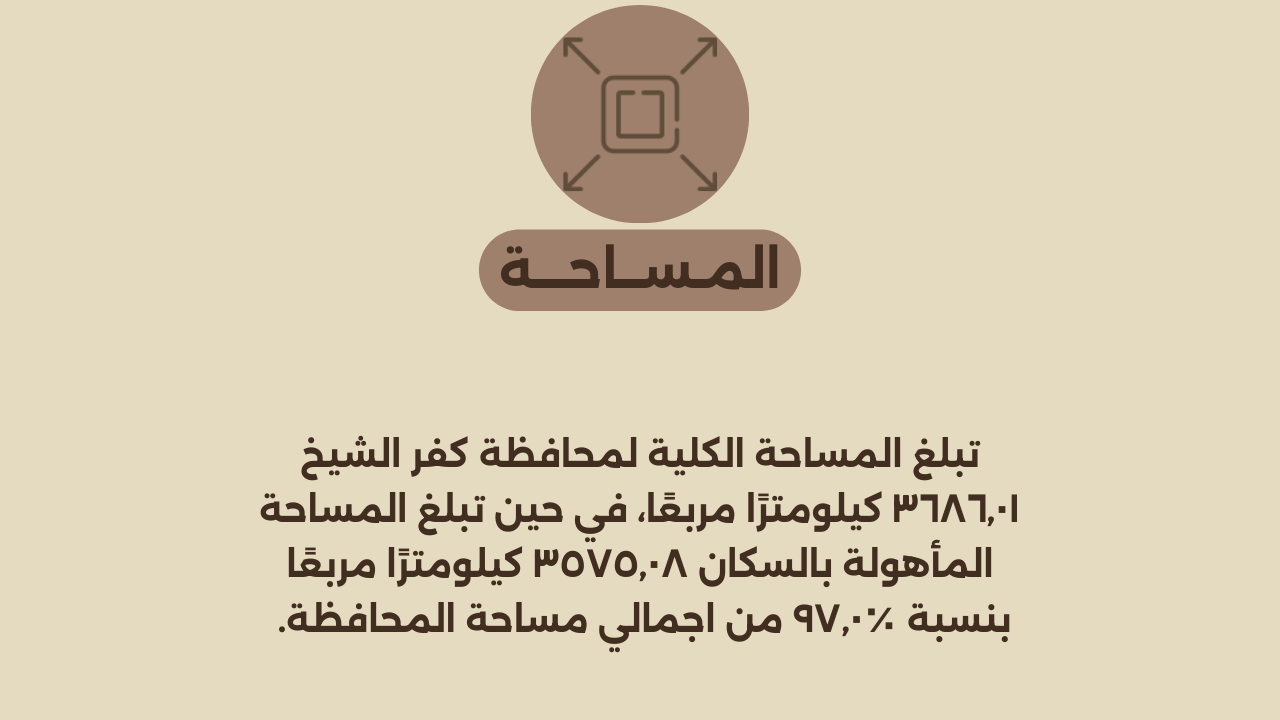 المـســاحـــة
تبلغ المساحة الكلية لمحافظة كفر الشيخ
٣٦٨٦,٠١ كيلومترًا مربعًا، في حين تبلغ المساحة
المأهولة بالسكان ٣٥٧٥,٠٨ كيلومترًا مربعًا
بنسبة ٩٧,٠٪ من اجمالي مساحة المحافظة.